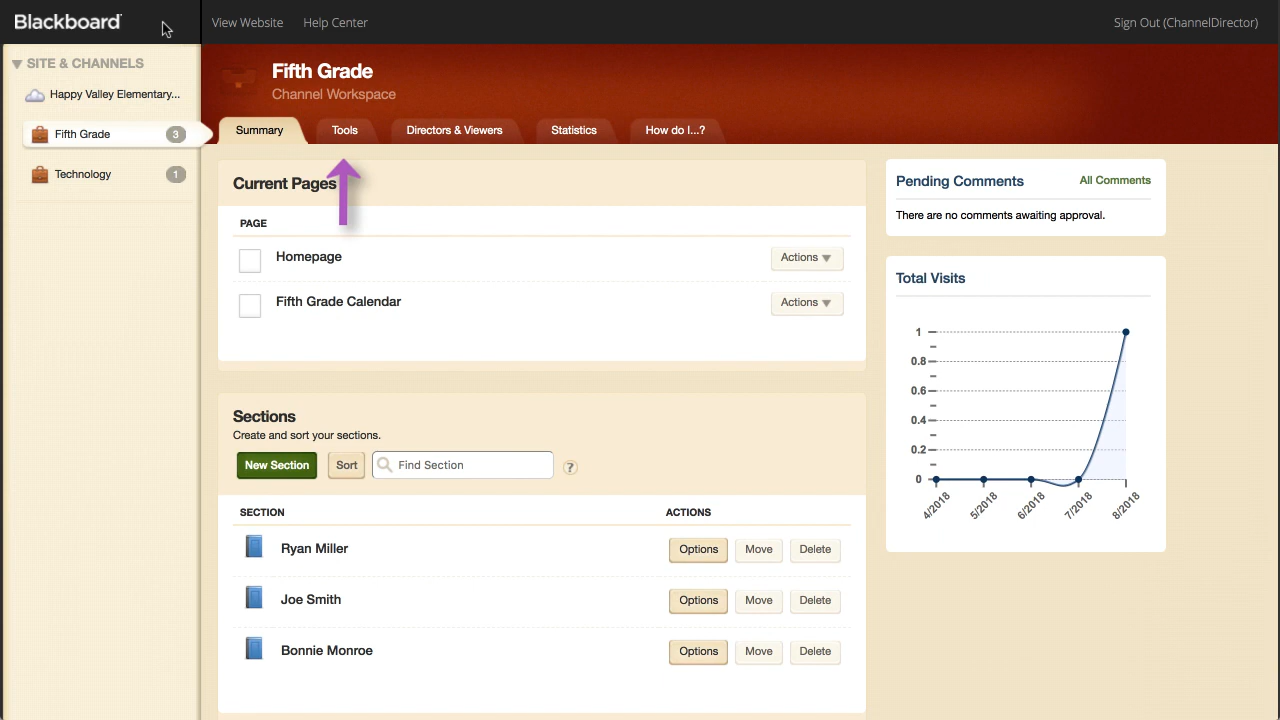 Blackboard
View Website Help Center Sign Out (ChannelDirector)
SITE & CHANNELS
Happy Valley Elementary...
Fifth Grade 3
Technology 1
Fifth Grade
Channel Workspace
Summary Tools Directors & Viewers Statistics How do I...?
Current Pages
PAGE
Homepage Actions
Fifth Grade Calendar Actions
Sections
Create and sort your sections.
New Section Sort Find Section ?
SECTION ACTIONS
Ryan Miller Options Move Delete
Joe Smith Options Move Delete
Bonnie Monroe Options Move Delete
Pending Comments All Comments
There are no comments awaiting approval.
Total Visits
1
0.8
0.6
0.4
0.2
0
4/2018 5/2018 6/2018 7/2018 8/2018